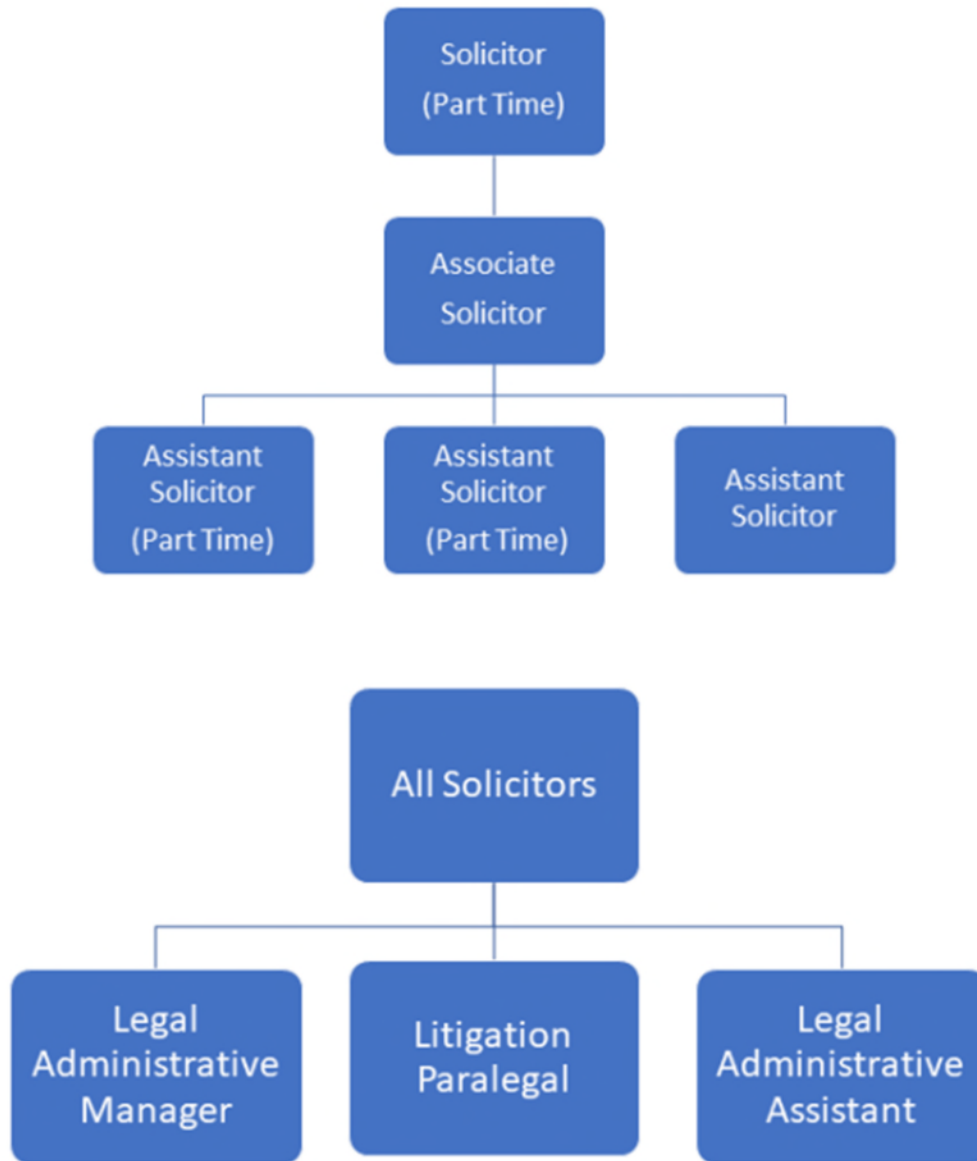 Solicitor
(Part Time)
Associate
Solicitor
Assistant
Solicitor
(Part Time)
Assistant
Solicitor
(Part Time)
Assistant
Solicitor
All Solicitors
Legal
Administrative
Manager
Litigation
Paralegal
Legal
Administrative
Assistant